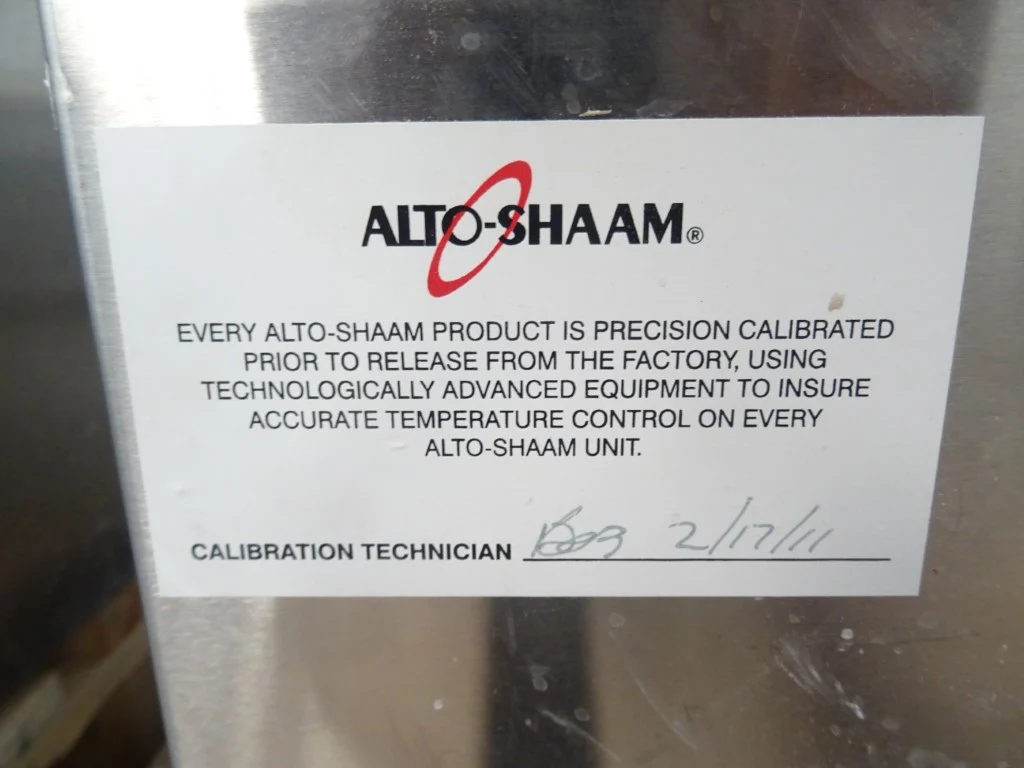 ALTO-SHAAM®
EVERY ALTO-SHAAM PRODUCT IS PRECISION CALIBRATED
PRIOR TO RELEASE FROM THE FACTORY, USING
TECHNOLOGICALLY ADVANCED EQUIPMENT TO INSURE
ACCURATE TEMPERATURE CONTROL ON EVERY
ALTO-SHAAM UNIT.
CALIBRATION TECHNICIAN 2/17/11